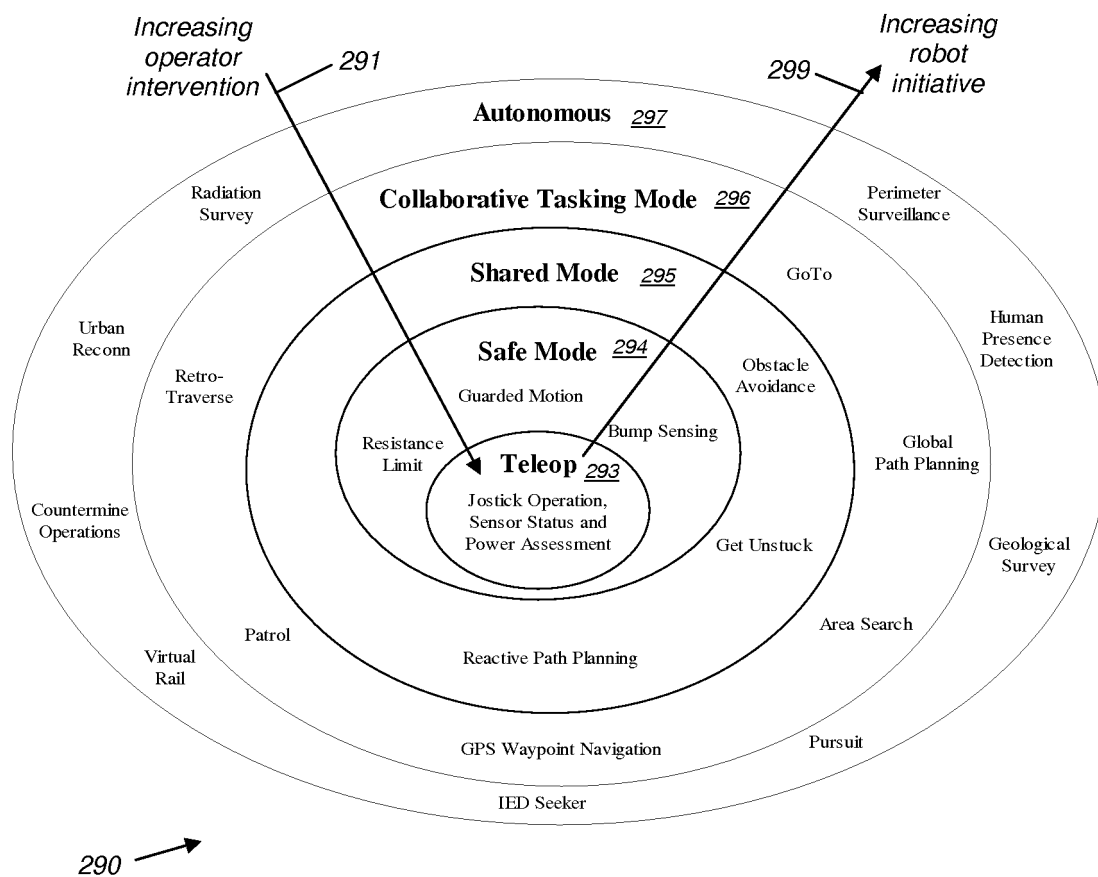 Increasing
operator
intervention
291
Increasing
robot
initiative
299
Autonomous 297
Radiation
Survey
Perimeter
Surveillance
Collaborative Tasking Mode 296
Shared Mode 295
GoTo
Urban
Reconn
Human
Presence
Detection
Safe Mode 294
Retro-
Traverse
Obstacle
Avoidance
Guarded Motion
Bump Sensing
Resistance
Limit
Global
Path Planning
Teleop 293
Jostick Operation,
Sensor Status and
Power Assessment
Countermine
Operations
Get Unstuck
Geological
Survey
Area Search
Patrol
Virtual
Rail
Reactive Path Planning
GPS Waypoint Navigation
Pursuit
IED Seeker
290